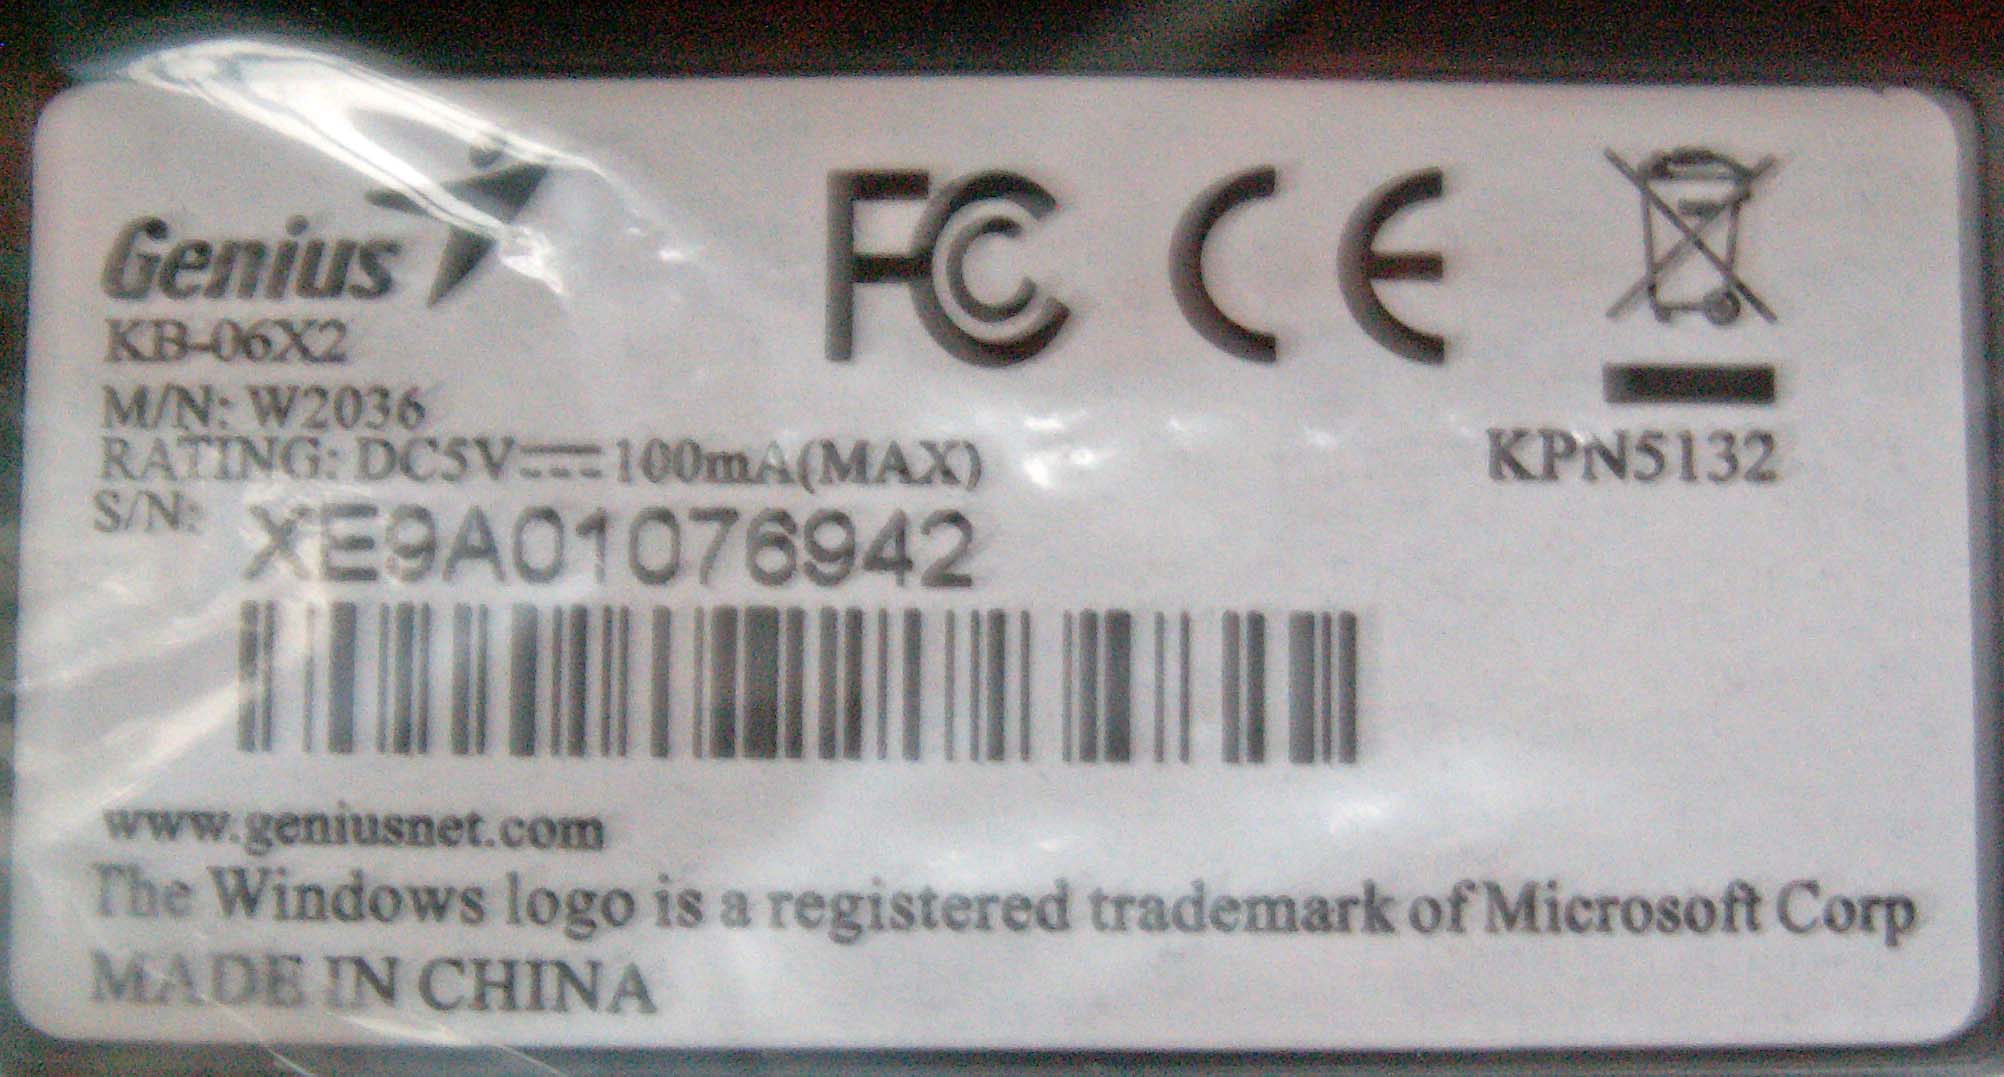 Genius
FC CE
KB-06X2
M/N: W2036
RATING: DC5V⎓100mA(MAX)
KPN5132
S/N: XE9A01076942
www.geniusnet.com
The Windows logo is a registered trademark of Microsoft Corp
MADE IN CHINA